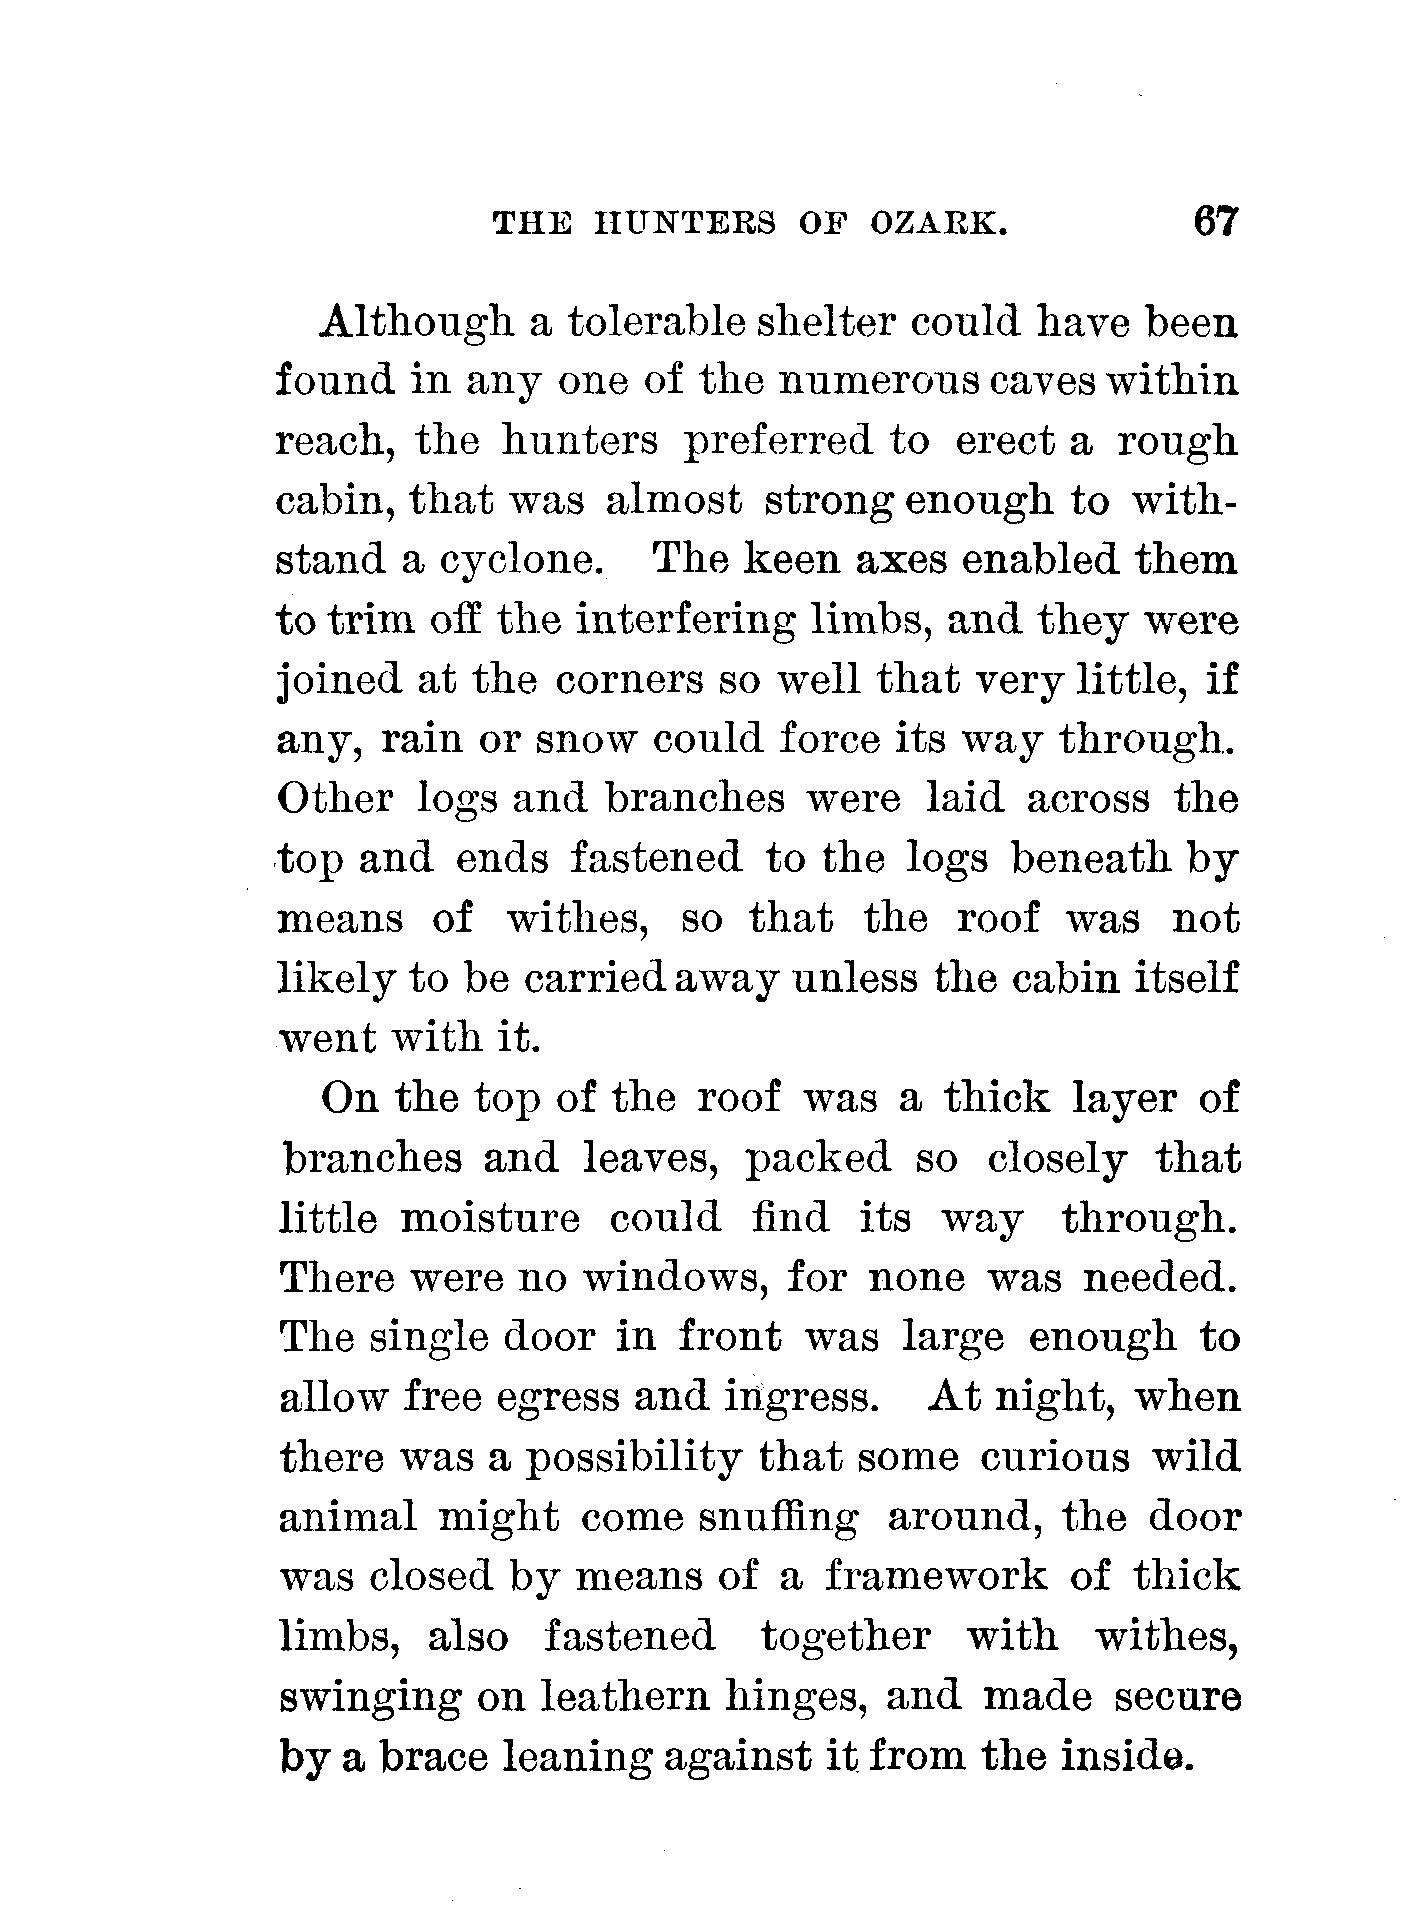 THE HUNTERS OF OZARK. 67
Although a tolerable shelter could have been
found in any one of the numerous caves within
reach, the hunters preferred to erect a rough
cabin, that was almost strong enough to with-
stand a cyclone. The keen axes enabled them
to trim off the interfering limbs, and they were
joined at the corners so well that very little, if
any, rain or snow could force its way through.
Other logs and branches were laid across the
top and ends fastened to the logs beneath by
means of withes, so that the roof was not
likely to be carried away unless the cabin itself
went with it.
On the top of the roof was a thick layer of
branches and leaves, packed so closely that
little moisture could find its way through.
There were no windows, for none was needed.
The single door in front was large enough to
allow free egress and ingress. At night, when
there was a possibility that some curious wild
animal might come snuffing around, the door
was closed by means of a framework of thick
limbs, also fastened together with withes,
swinging on leathern hinges, and made secure
by a brace leaning against it from the inside.